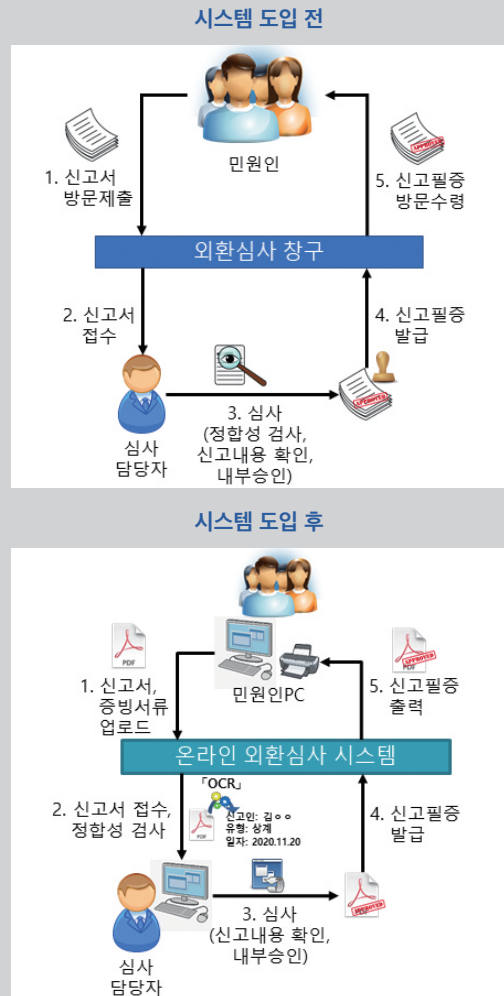 시스템 도입 전
민원인
1. 신고서
방문제출
APPROVED
5. 신고필증
방문수령
외환심사 창구
2. 신고서
접수
4. 신고필증
발급
APPROVED
심사
담당자
3. 심사
(정합성 검사,
신고내용 확인,
내부승인)
시스템 도입 후
PDF
PDF
APPROVED
1. 신고서,
증빙서류
업로드
민원인PC
5. 신고필증
출력
온라인 외환심사 시스템
「OCR」
2. 신고서 접수,
정합성 검사
PDF
신고인: 김ㅇㅇ
유형: 상계
일자: 2020.11.20
4. 신고필증
발급
APPROVED
3. 심사
(신고내용 확인,
내부승인)
심사
담당자